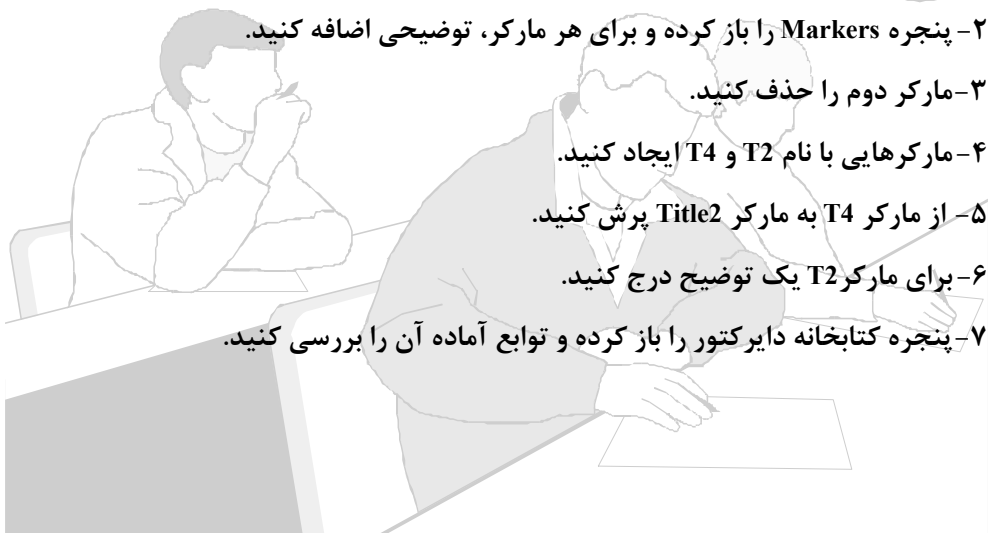 ۲- پنجره Markers را باز کرده و برای هر مارکر، توضیحی اضافه کنید.
۳-مارکر دوم را حذف کنید.
۴-مارکرهایی با نام T2 و T4 ایجاد کنید.
۵- از مارکر T4 به مارکر Title2 پرش کنید.
۶-برای مارکرT2 یک توضیح درج کنید.
۷-پنجره کتابخانه دایرکتور را باز کرده و توابع آماده آن را بررسی کنید.